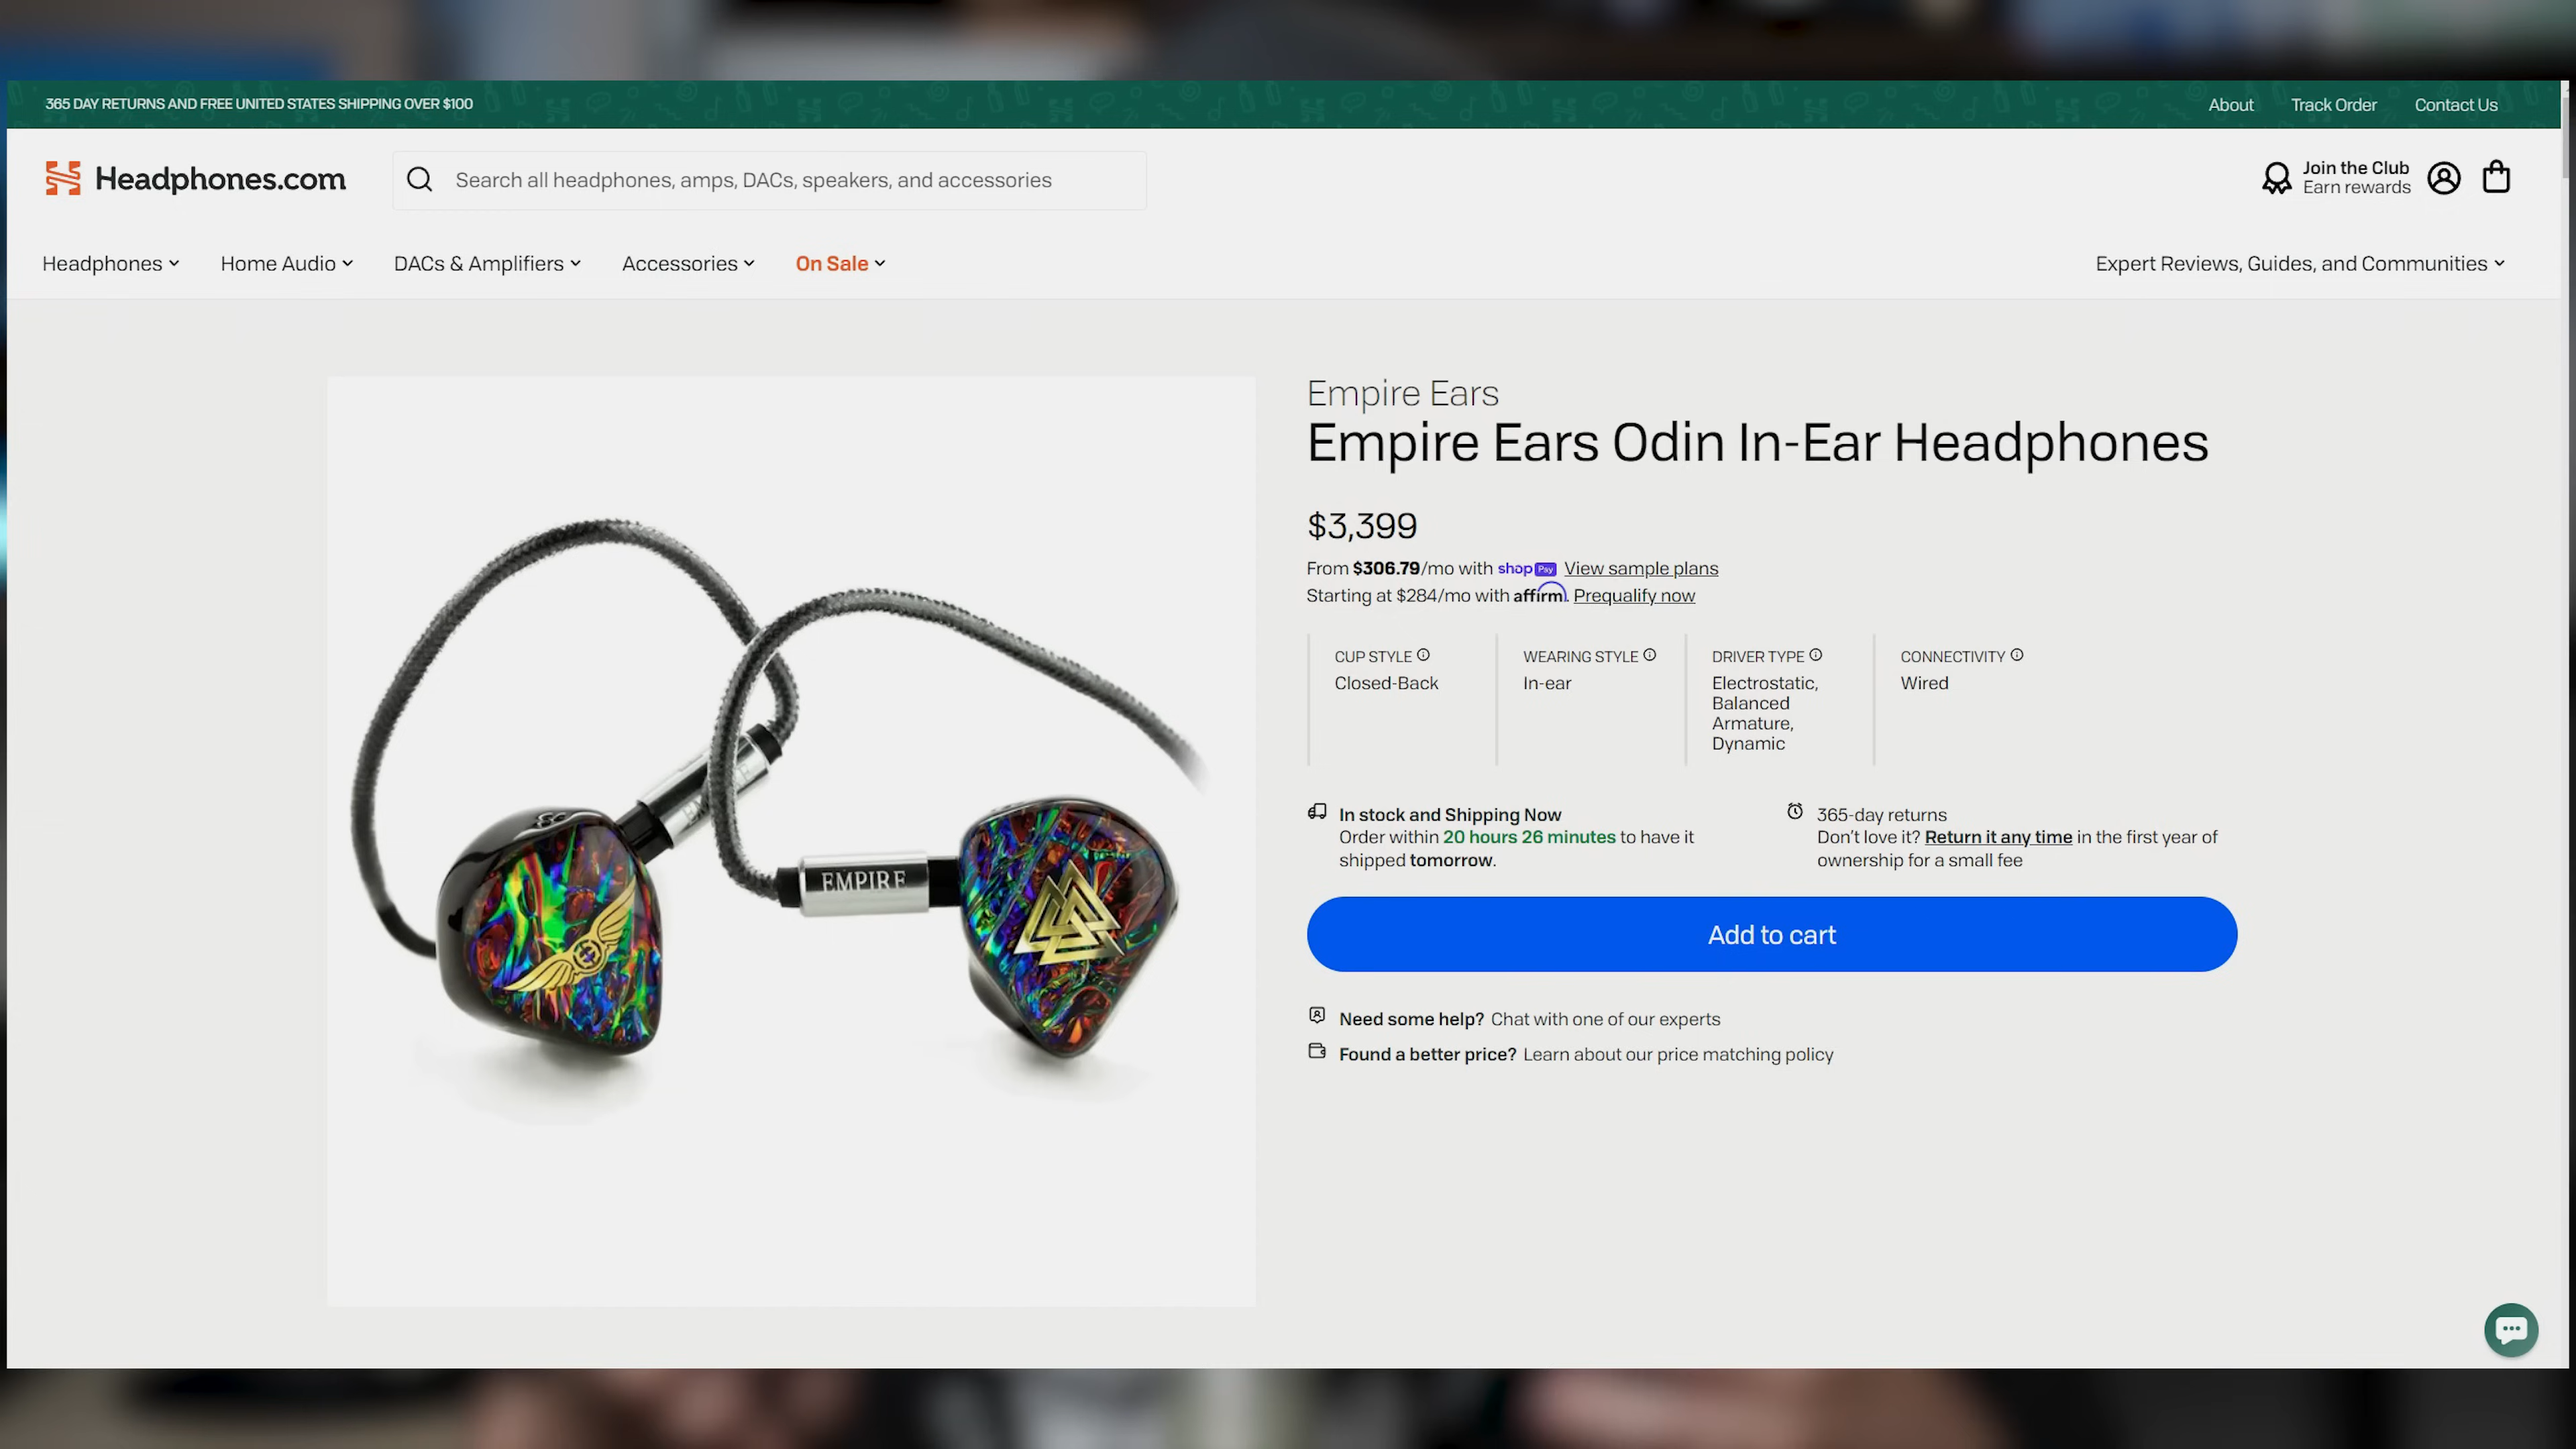 365 DAY RETURNS AND FREE UNITED STATES SHIPPING OVER $100
About
Track Order
Contact Us
Headphones.com
Search all headphones, amps, DACs, speakers, and accessories
Join the Club
Earn rewards
Headphones
Home Audio
DACs & Amplifiers
Accessories
On Sale
Expert Reviews, Guides, and Communities
Empire Ears
Empire Ears Odin In-Ear Headphones
$3,399
From $306.79/mo with shop Pay View sample plans
Starting at $284/mo with affirm. Prequalify now
CUP STYLE
Closed-Back
WEARING STYLE
In-ear
DRIVER TYPE
Electrostatic,
Balanced
Armature,
Dynamic
CONNECTIVITY
Wired
In stock and Shipping Now
Order within 20 hours 26 minutes to have it
shipped tomorrow.
365-day returns
Don't love it? Return it any time in the first year of
ownership for a small fee
Add to cart
Need some help? Chat with one of our experts
Found a better price? Learn about our price matching policy
EMPIRE